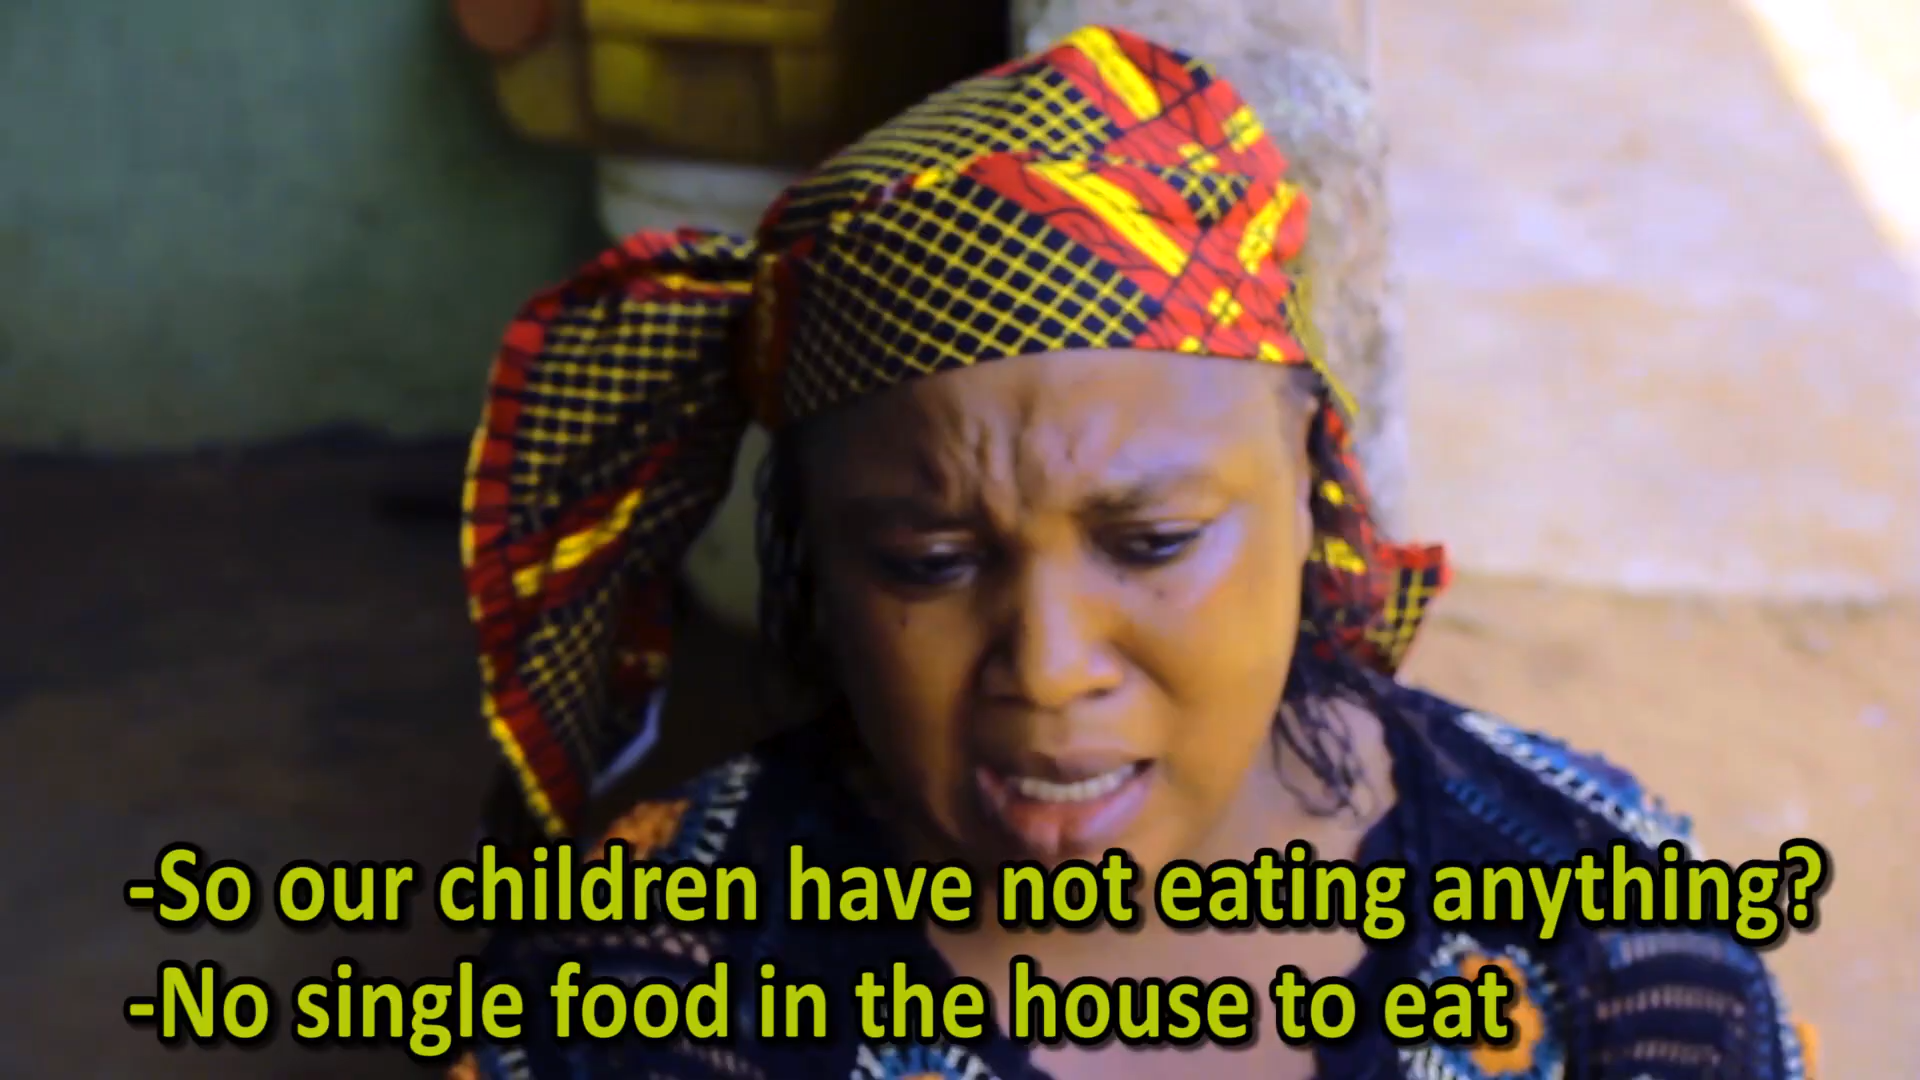 -So our children have not eating anything?
-No single food in the house to eat